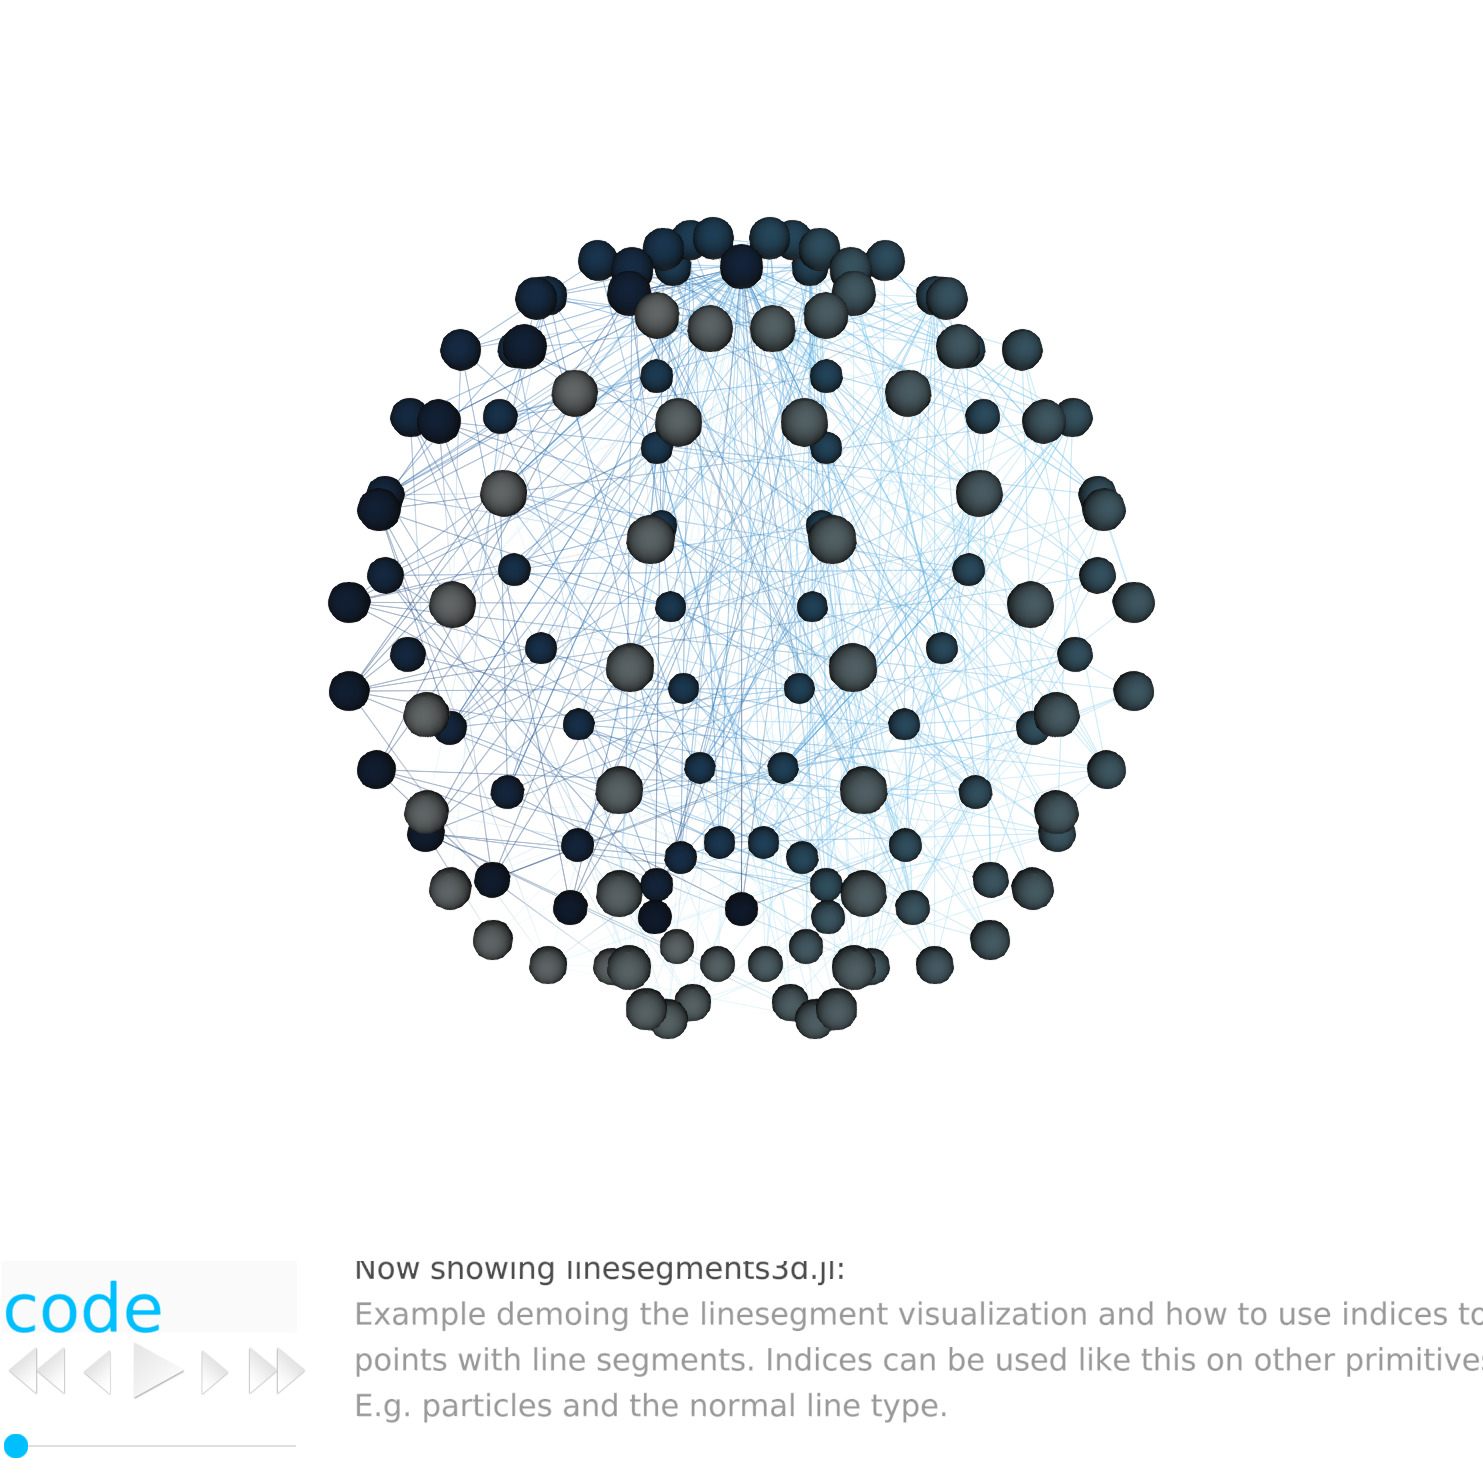 Now showing linesegments3d.jl:
code
Example demoing the linesegment visualization and how to use indices to
points with line segments. Indices can be used like this on other primitives
E.g. particles and the normal line type.